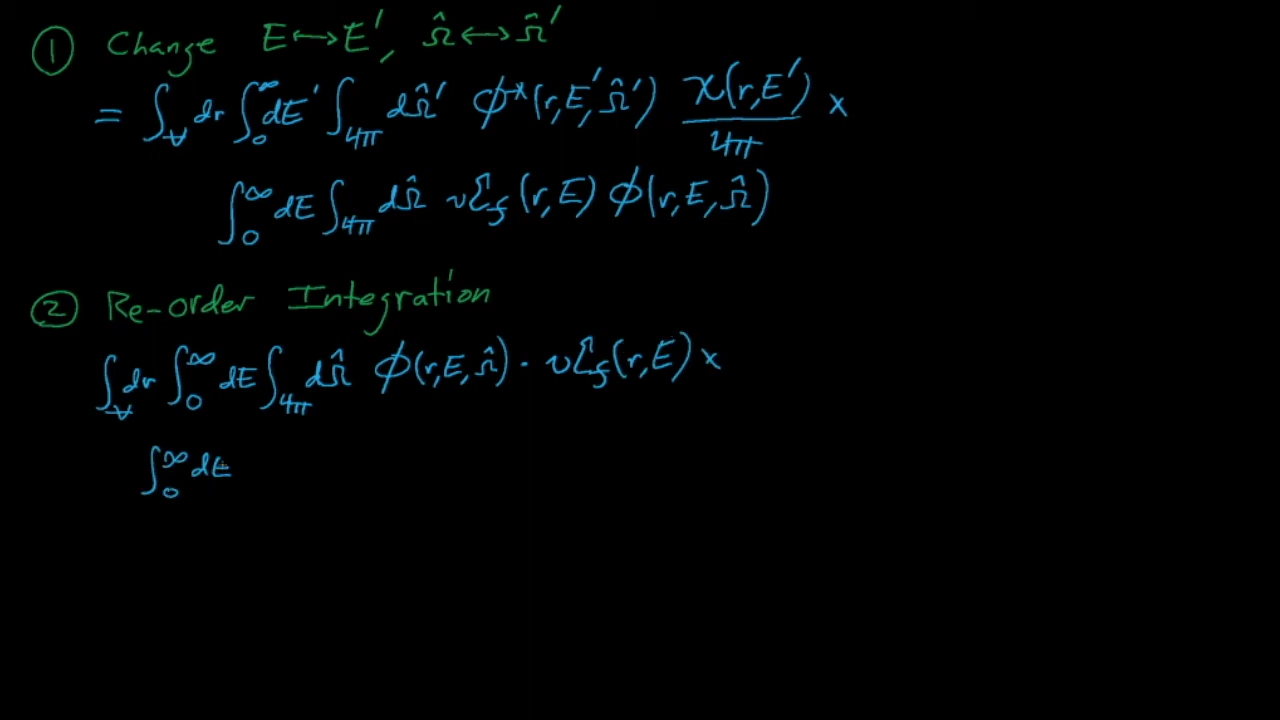 ① Change E↔E', Ω̂↔Ω̂'
= ∫_V dr ∫_0^∞ dE' ∫_4π dΩ̂' ϕ*(r,E',Ω̂') χ(r,E')/4π ×
∫_0^∞ dE ∫_4π dΩ̂ νΣ_f(r,E) ϕ(r,E,Ω̂)
② Re-order Integration
∫_V dr ∫_0^∞ dE ∫_4π dΩ̂ ϕ(r,E,Ω̂) · νΣ_f(r,E) ×
∫_0^∞ dE